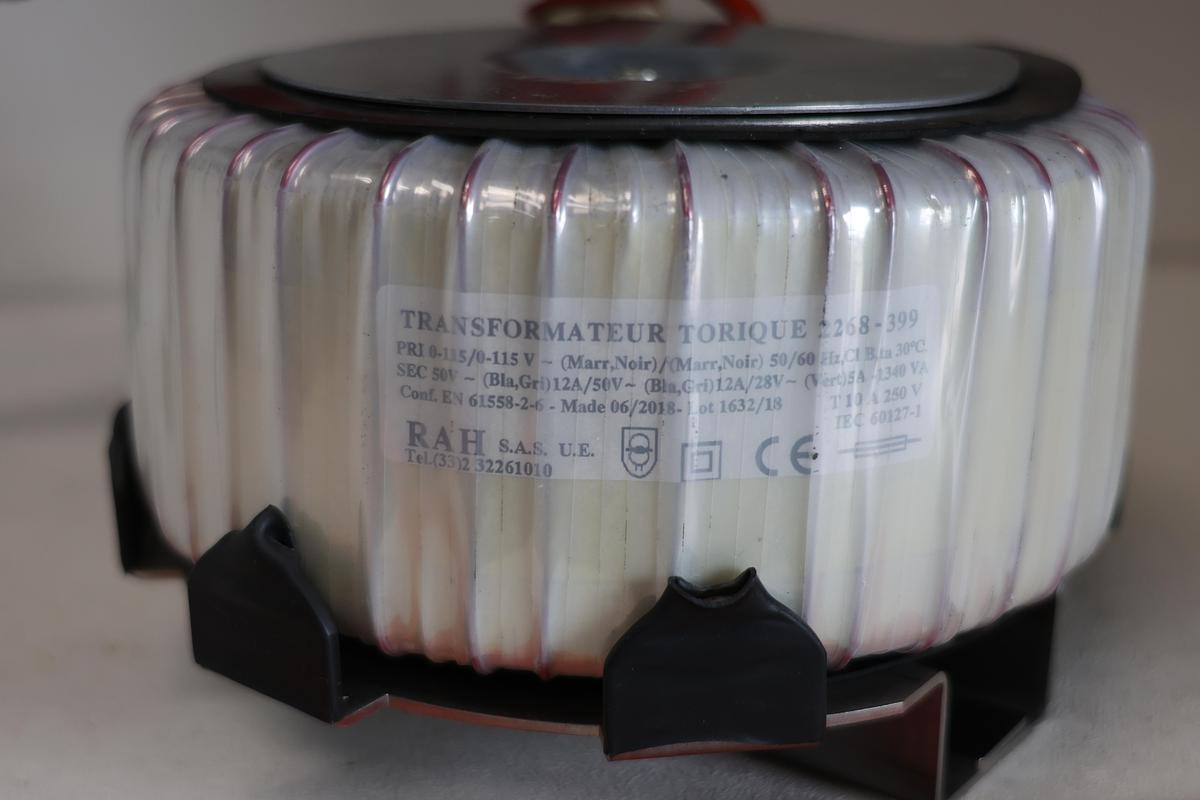 TRANSFORMATEUR TORIQUE 2268-399
PRI 0-115/0-115 V ~ (Marr,Noir)/(Marr,Noir) 50/60 Hz,Cl B,ta 30°C.
SEC 50V ~ (Bla,Gri)12A/50V~ (Bla,Gri)12A/28V~ (Vert)5A -1340 VA
Conf. EN 61558-2-6 - Made 06/2018- Lot 1632/18
T 10 A 250 V
IEC 60127-1
RAH S.A.S. U.E.
Tel.(33)2 32261010
CE